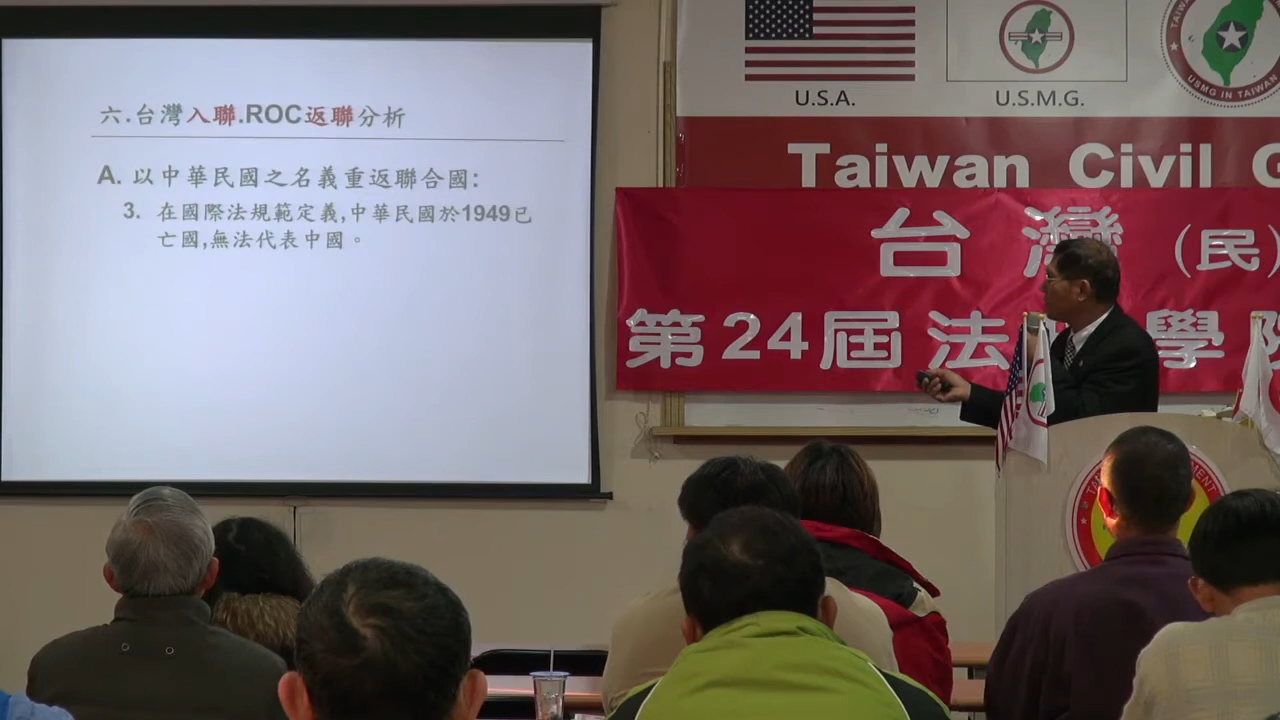 六.台灣入聯.ROC返聯分析
A. 以中華民國之名義重返聯合國:
3. 在國際法規範定義,中華民國於1949已
亡國,無法代表中國。
U.S.A.
U.S.M.G.
USMG IN TAIWAN
Taiwan Civil G
台灣(民)
第24屆法 學